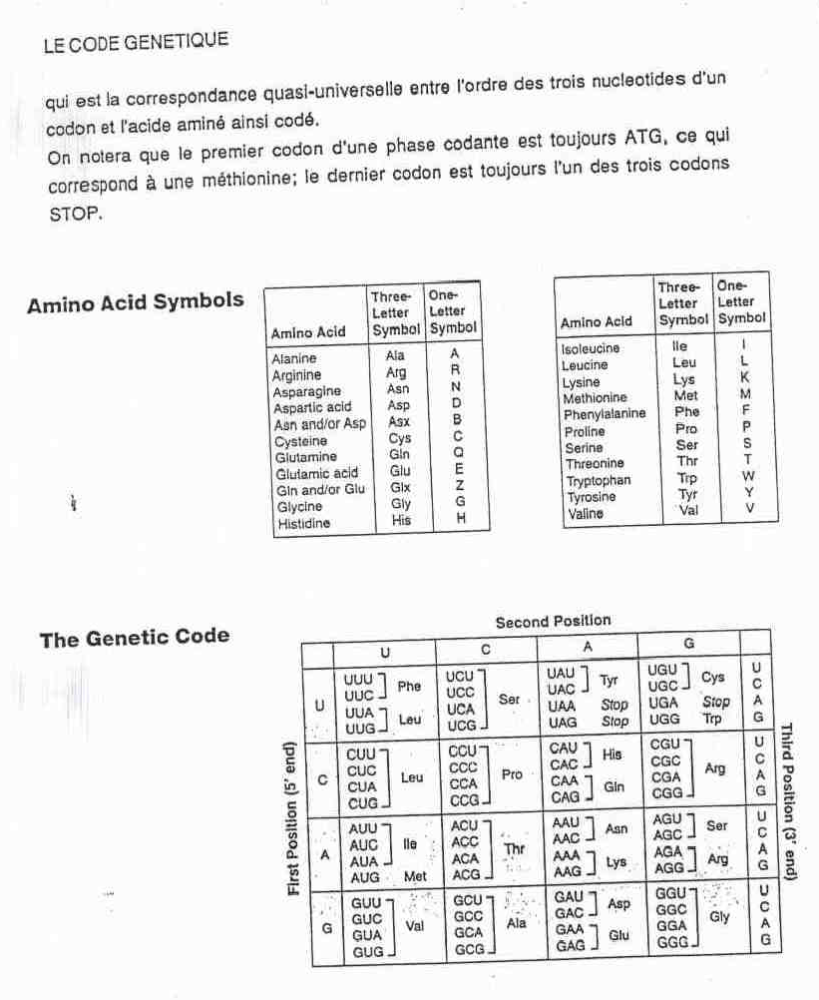 LE CODE GENETIQUE
qui est la correspondance quasi-universelle entre l'ordre des trois nucleotides d'un
codon et l'acide aminé ainsi codé.
On notera que le premier codon d'une phase codante est toujours ATG, ce qui
correspond à une méthionine; le dernier codon est toujours l'un des trois codons
STOP.
Amino Acid Symbols
Amino Acid Three-Letter Symbol One-Letter Symbol
Alanine Ala A
Arginine Arg R
Asparagine Asn N
Aspartic acid Asp D
Asn and/or Asp Asx B
Cysteine Cys C
Glutamine Gln Q
Glutamic acid Glu E
Gln and/or Glu Glx Z
Glycine Gly G
Histidine His H
Amino Acid Three-Letter Symbol One-Letter Symbol
Isoleucine Ile I
Leucine Leu L
Lysine Lys K
Methionine Met M
Phenylalanine Phe F
Proline Pro P
Serine Ser S
Threonine Thr T
Tryptophan Trp W
Tyrosine Tyr Y
Valine Val V
The Genetic Code
Second Position
U C A G
First Position (5' end)
U
UUU UCU UAU UGU U
UUC Phe UCC UAC Tyr UGC Cys C
UUA UCA Ser UAA Stop UGA Stop A
UUG Leu UCG UAG Stop UGG Trp G
C
CUU CCU CAU CGU U
CUC CCC CAC His CGC C
CUA Leu CCA Pro CAA CGA Arg A
CUG CCG CAG Gln CGG G
A
AUU ACU AAU AGU U
AUC Ile ACC AAC Asn AGC Ser C
AUA ACA Thr AAA AGA A
AUG Met ACG AAG Lys AGG Arg G
G
GUU GCU GAU GGU U
GUC GCC GAC Asp GGC C
GUA Val GCA Ala GAA GGA Gly A
GUG GCG GAG Glu GGG G
Third Position (3' end)